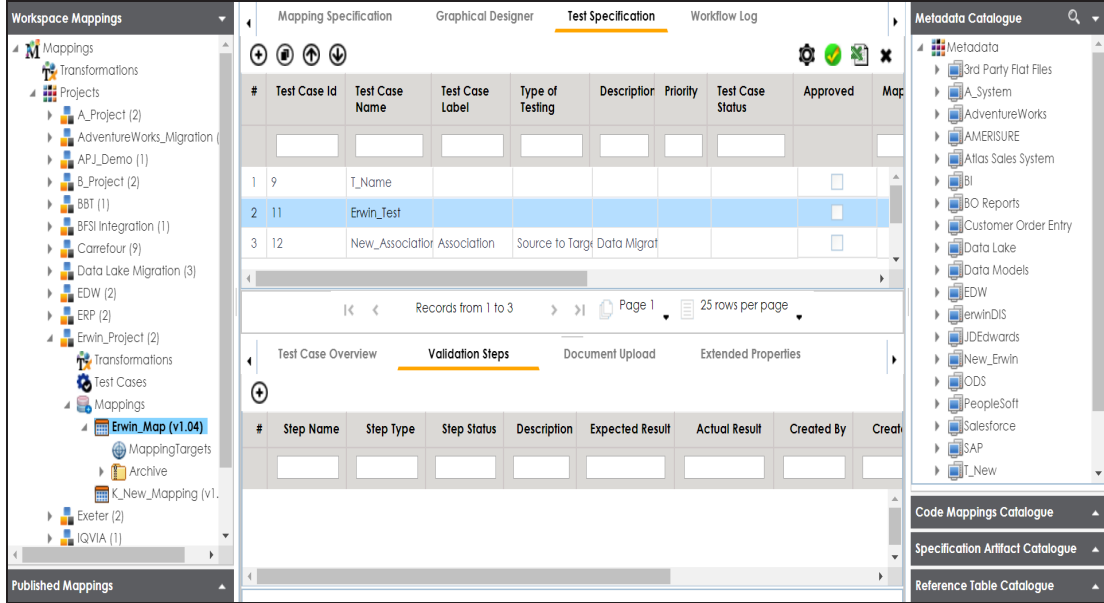 Workspace Mappings
Mappings
Transformations
Projects
A_Project (2)
AdventureWorks_Migration (
APJ_Demo (1)
B_Project (2)
BBT (1)
BFSI Integration (1)
Carrefour (9)
Data Lake Migration (3)
EDW (2)
ERP (2)
Erwin_Project (2)
Transformations
Test Cases
Mappings
Erwin_Map (v1.04)
MappingTargets
Archive
K_New_Mapping (v1.
Exeter (2)
IQVIA (1)
Published Mappings
Mapping Specification Graphical Designer Test Specification Workflow Log
# Test Case Id Test Case Name Test Case Label Type of Testing Description Priority Test Case Status Approved Map
1 9 T_Name
2 11 Erwin_Test
3 12 New_Association Association Source to Targe Data Migrat
Records from 1 to 3 Page 1 25 rows per page
Test Case Overview Validation Steps Document Upload Extended Properties
# Step Name Step Type Step Status Description Expected Result Actual Result Created By Create
Metadata Catalogue
Metadata
3rd Party Flat Files
A_System
AdventureWorks
AMERISURE
Atlas Sales System
BI
BO Reports
Customer Order Entry
Data Lake
Data Models
EDW
erwinDIS
JDEdwards
New_Erwin
ODS
PeopleSoft
Salesforce
SAP
T_New
Code Mappings Catalogue
Specification Artifact Catalogue
Reference Table Catalogue